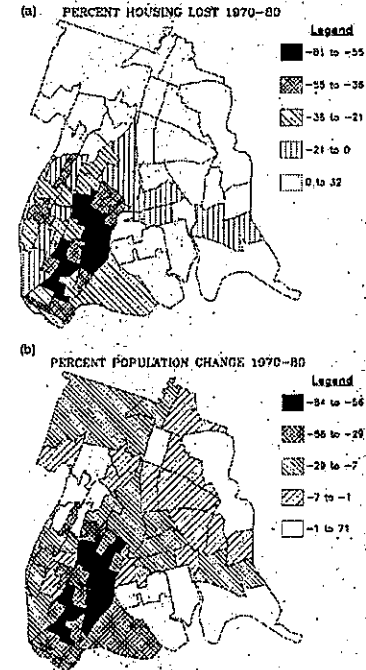 (a) PERCENT HOUSING LOST 1970-80
Legend
-81 to -55
-55 to -36
-36 to -21
-21 to 0
0 to 32
(b)
PERCENT POPULATION CHANGE 1970-80
Legend
-84 to -56
-56 to -29
-29 to -7
-7 to -1
-1 to 71